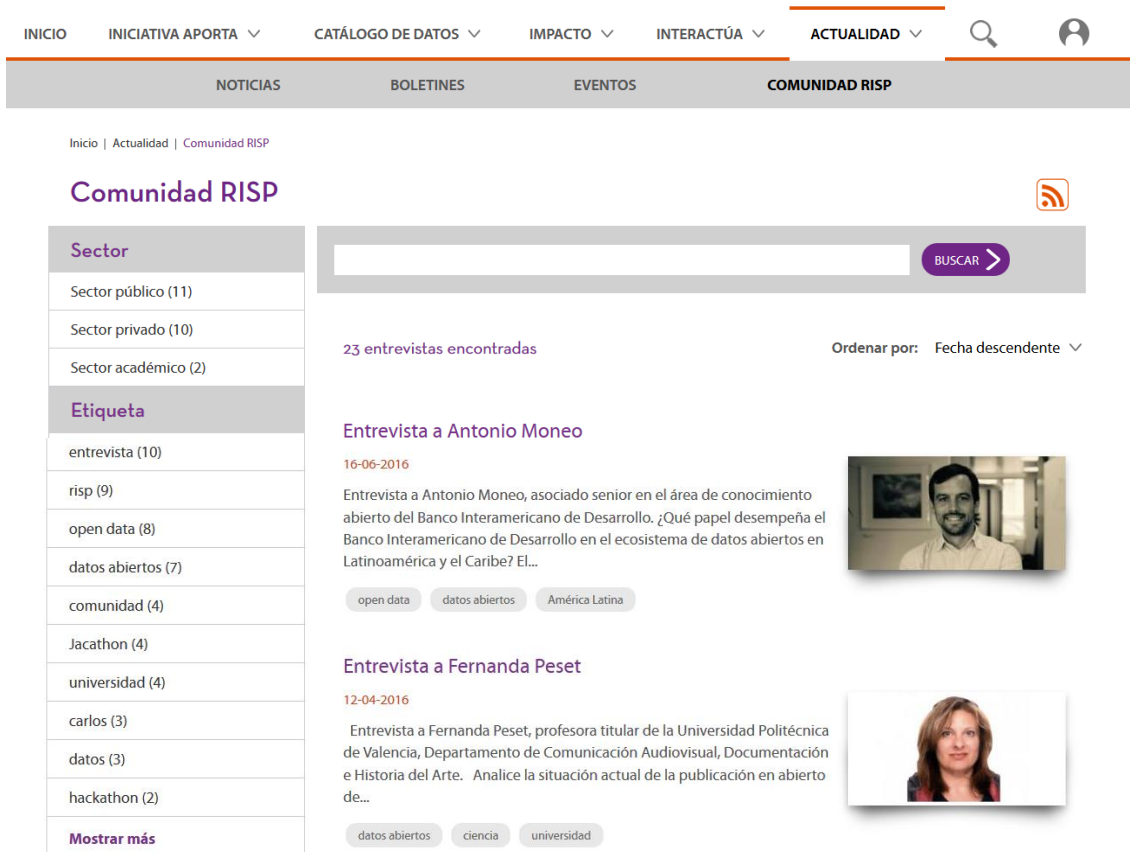 INICIO INICIATIVA APORTA CATÁLOGO DE DATOS IMPACTO INTERACTÚA ACTUALIDAD
NOTICIAS BOLETINES EVENTOS COMUNIDAD RISP
Inicio | Actualidad | Comunidad RISP
Comunidad RISP
Sector
Sector público (11)
Sector privado (10)
Sector académico (2)
Etiqueta
entrevista (10)
risp (9)
open data (8)
datos abiertos (7)
comunidad (4)
Jacathon (4)
universidad (4)
carlos (3)
datos (3)
hackathon (2)
Mostrar más
BUSCAR
23 entrevistas encontradas
Ordenar por: Fecha descendente
Entrevista a Antonio Moneo
16-06-2016
Entrevista a Antonio Moneo, asociado senior en el área de conocimiento
abierto del Banco Interamericano de Desarrollo. ¿Qué papel desempeña el
Banco Interamericano de Desarrollo en el ecosistema de datos abiertos en
Latinoamérica y el Caribe? El...
open data datos abiertos América Latina
Entrevista a Fernanda Peset
12-04-2016
Entrevista a Fernanda Peset, profesora titular de la Universidad Politécnica
de Valencia, Departamento de Comunicación Audiovisual, Documentación
e Historia del Arte. Analice la situación actual de la publicación en abierto
de...
datos abiertos ciencia universidad